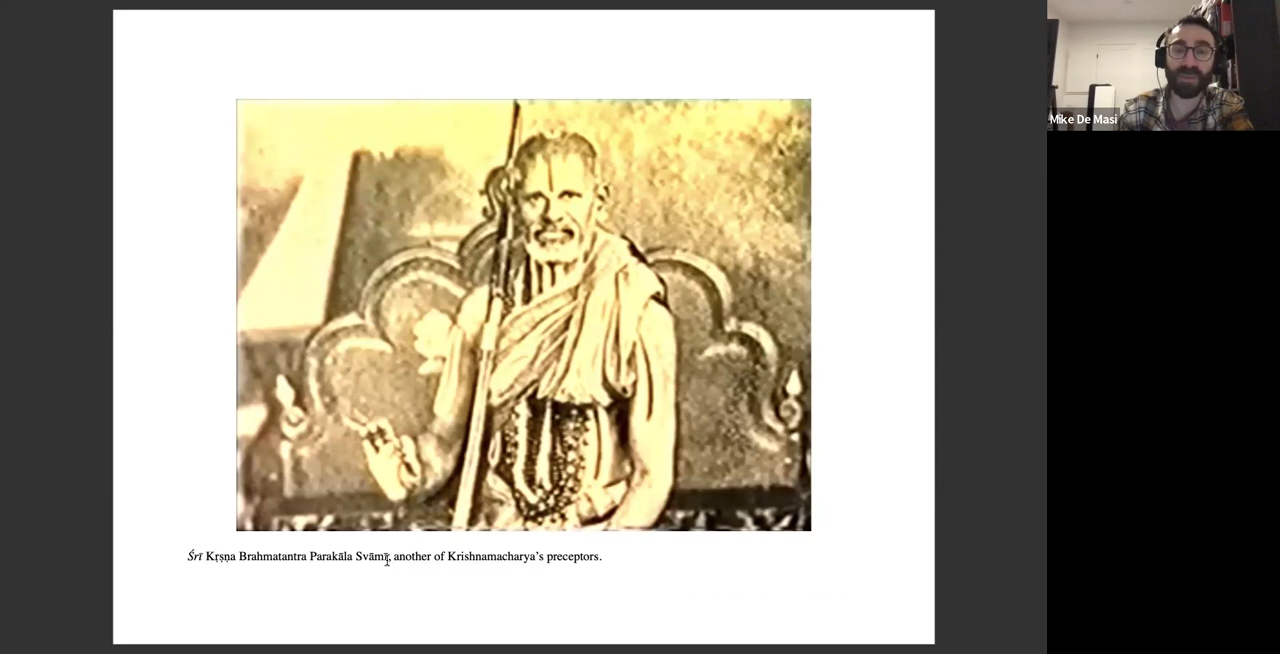 Śrī Kṛṣṇa Brahmatantra Parakāla Svāmī, another of Krishnamacharya’s preceptors.
Mike De Masi